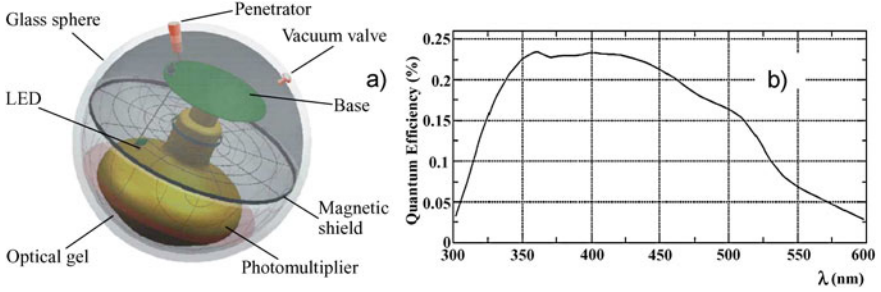 Penetrator
Glass sphere
Vacuum valve
a)
LED
Base
Magnetic
shield
Optical gel
Photomultiplier
Quantum Efficiency (%)
0.25
0.2
0.15
0.1
0.05
0
b)
300 350 400 450 500 550 600
λ (nm)